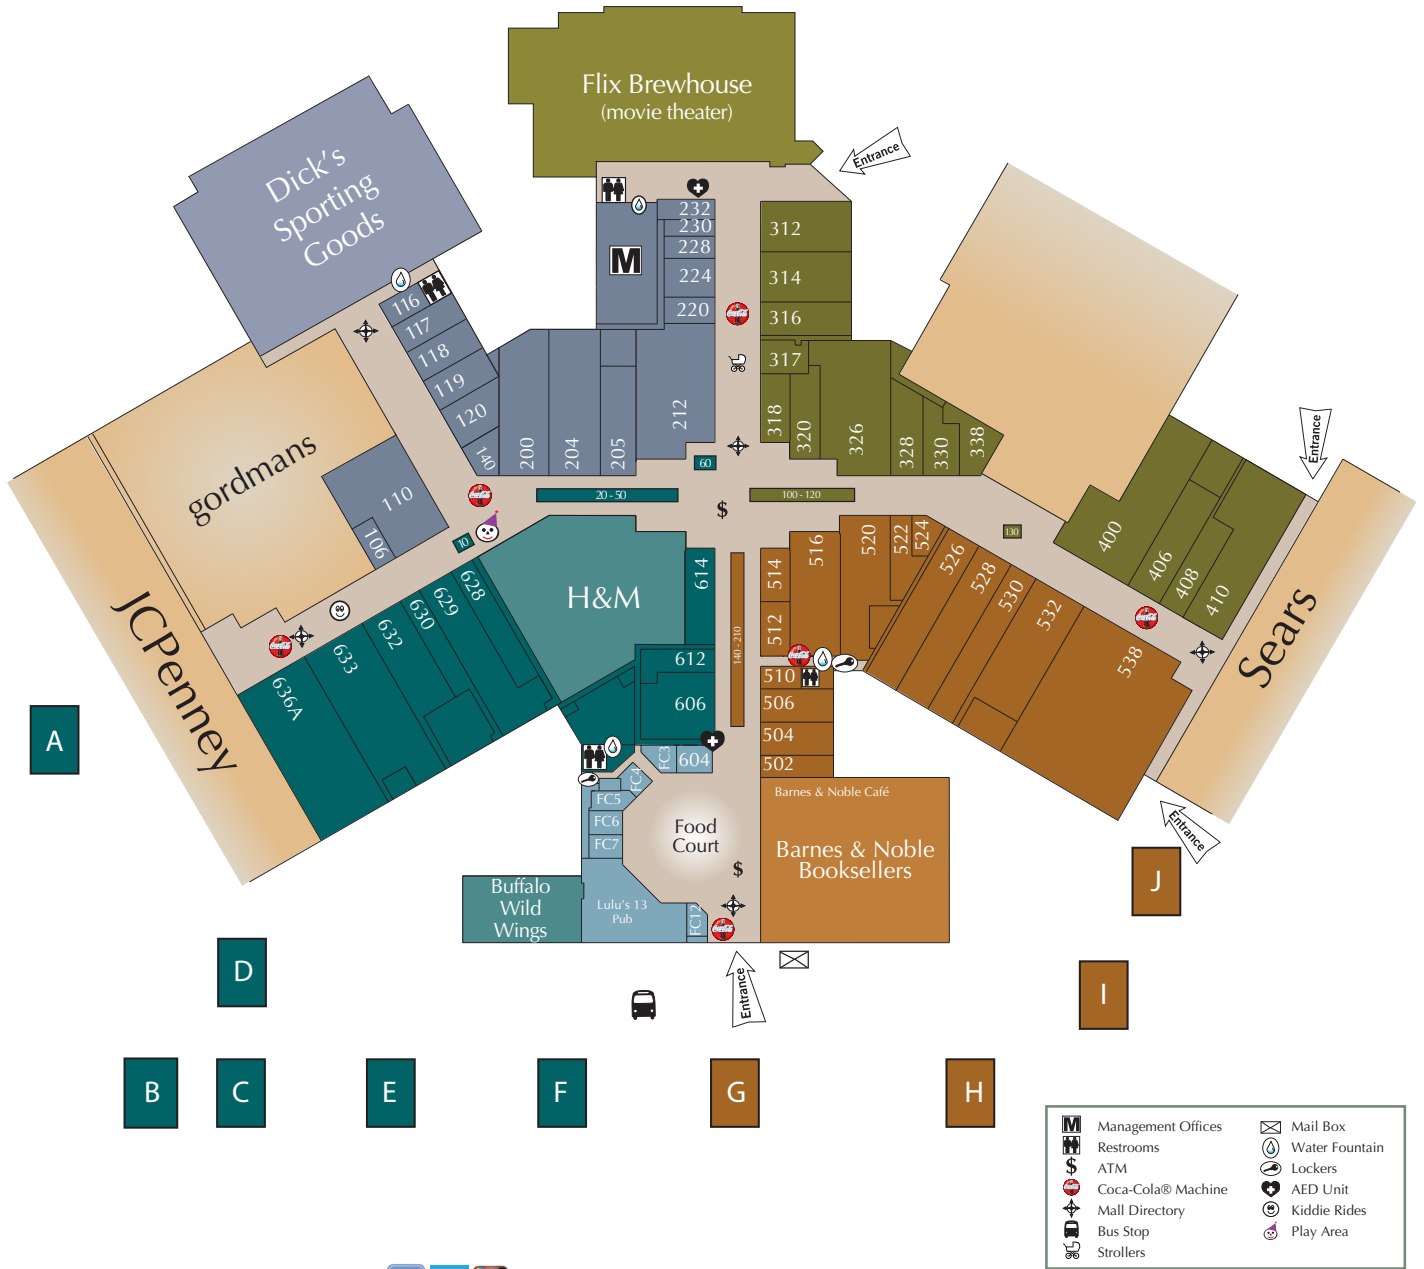 Flix Brewhouse
(movie theater)
Entrance
Dick's
Sporting
Goods
M
232
230
228
224
220
212
312
314
316
317
318
320
326
328
330
338
116
117
118
119
120
140
200
204
205
60
20 - 50
100 - 120
$
130
Entrance
400
406
408
410
Sears
gordmans
110
106
10
JCPenney
H&M
614
612
606
604
140 - 210
514
512
516
520
522
524
526
528
530
532
538
510
506
504
502
628
629
630
632
633
636A
FC3
FC4
FC5
FC6
FC7
FC12
Food
Court
$
Barnes & Noble Café
Barnes & Noble
Booksellers
Buffalo
Wild
Wings
Lulu's 13
Pub
Entrance
Entrance
A
B
C
D
E
F
G
H
I
J
M Management Offices
Restrooms
$ ATM
Coca-Cola® Machine
Mall Directory
Bus Stop
Strollers
Mail Box
Water Fountain
Lockers
AED Unit
Kiddie Rides
Play Area